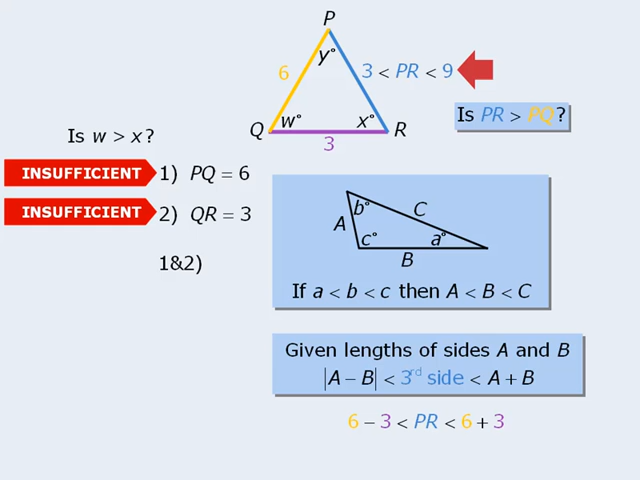 P
y°
6
3 < PR < 9
w°
x°
Q
R
3
Is PR > PQ?
Is w > x?
INSUFFICIENT 1) PQ = 6
INSUFFICIENT 2) QR = 3
1&2)
b°
A
C
c°
a°
B
If a < b < c then A < B < C
Given lengths of sides A and B
|A − B| < 3rd side < A + B
6 − 3 < PR < 6 + 3